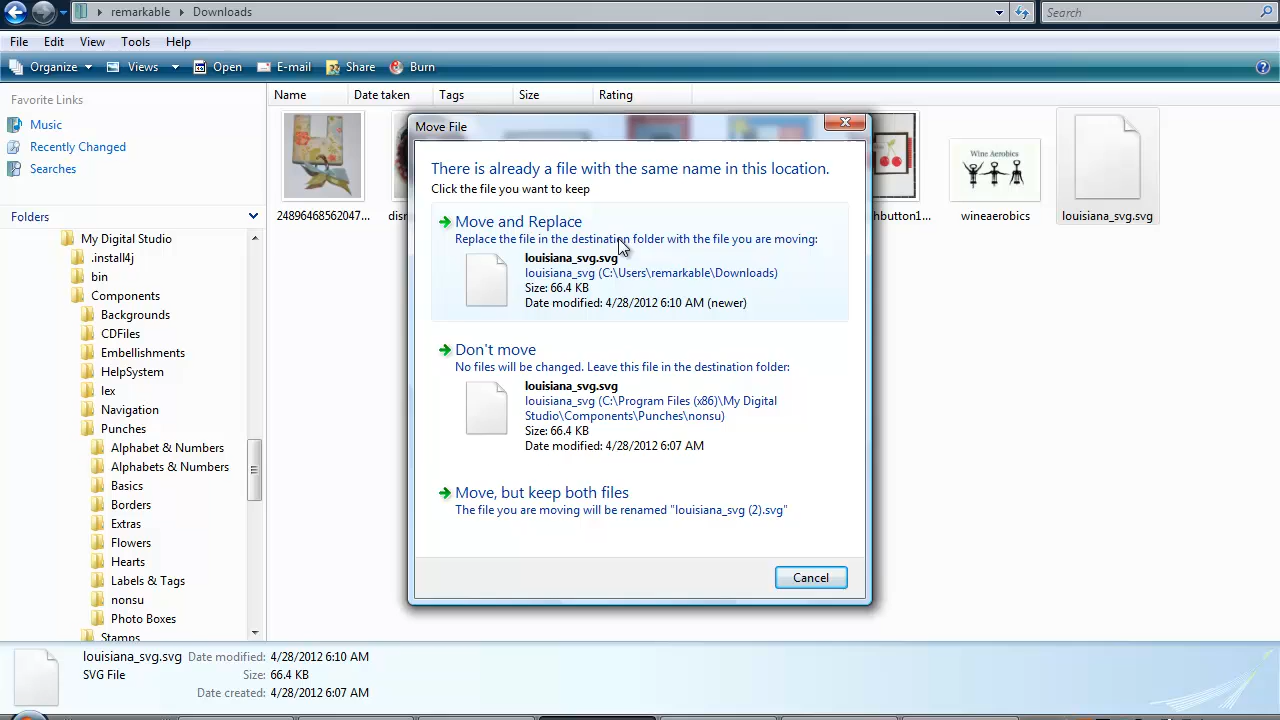 remarkable Downloads Search
File Edit View Tools Help
Organize Views Open E-mail Share Burn
Favorite Links
Music
Recently Changed
Searches
Folders
My Digital Studio
.install4j
bin
Components
Backgrounds
CDFiles
Embellishments
HelpSystem
lex
Navigation
Punches
Alphabet & Numbers
Alphabets & Numbers
Basics
Borders
Extras
Flowers
Hearts
Labels & Tags
nonsu
Photo Boxes
Stamps
Name Date taken Tags Size Rating
24896468562047...
hbutton1...
Wine Aerobics
wineaerobics
louisiana_svg.svg
Move File
There is already a file with the same name in this location.
Click the file you want to keep
Move and Replace
Replace the file in the destination folder with the file you are moving:
louisiana_svg.svg
louisiana_svg (C:\Users\remarkable\Downloads)
Size: 66.4 KB
Date modified: 4/28/2012 6:10 AM (newer)
Don't move
No files will be changed. Leave this file in the destination folder:
louisiana_svg.svg
louisiana_svg (C:\Program Files (x86)\My Digital
Studio\Components\Punches\nonsu)
Size: 66.4 KB
Date modified: 4/28/2012 6:07 AM
Move, but keep both files
The file you are moving will be renamed "louisiana_svg (2).svg"
Cancel
louisiana_svg.svg Date modified: 4/28/2012 6:10 AM
SVG File Size: 66.4 KB
Date created: 4/28/2012 6:07 AM